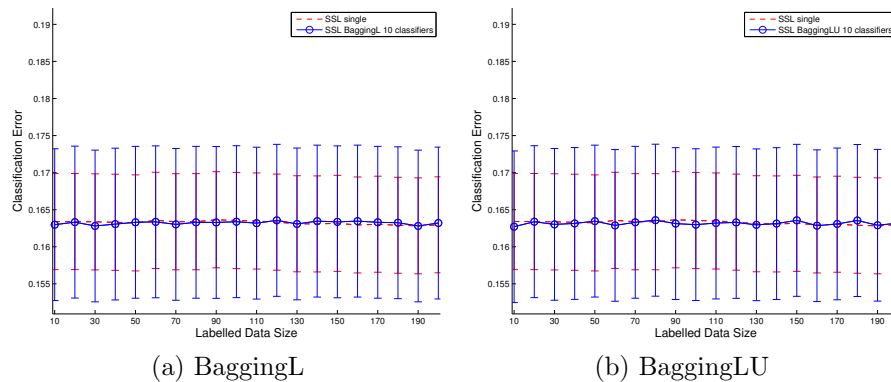 0.19
0.185
0.18
0.175
0.17
0.165
0.16
0.155
10 30 50 70 90 110 130 150 170 190
Classification Error
Labelled Data Size
SSL single
SSL BaggingL 10 classifiers
(a) BaggingL
0.19
0.185
0.18
0.175
0.17
0.165
0.16
0.155
10 30 50 70 90 110 130 150 170 190
Classification Error
Labelled Data Size
SSL single
SSL BaggingLU 10 classifiers
(b) BaggingLU